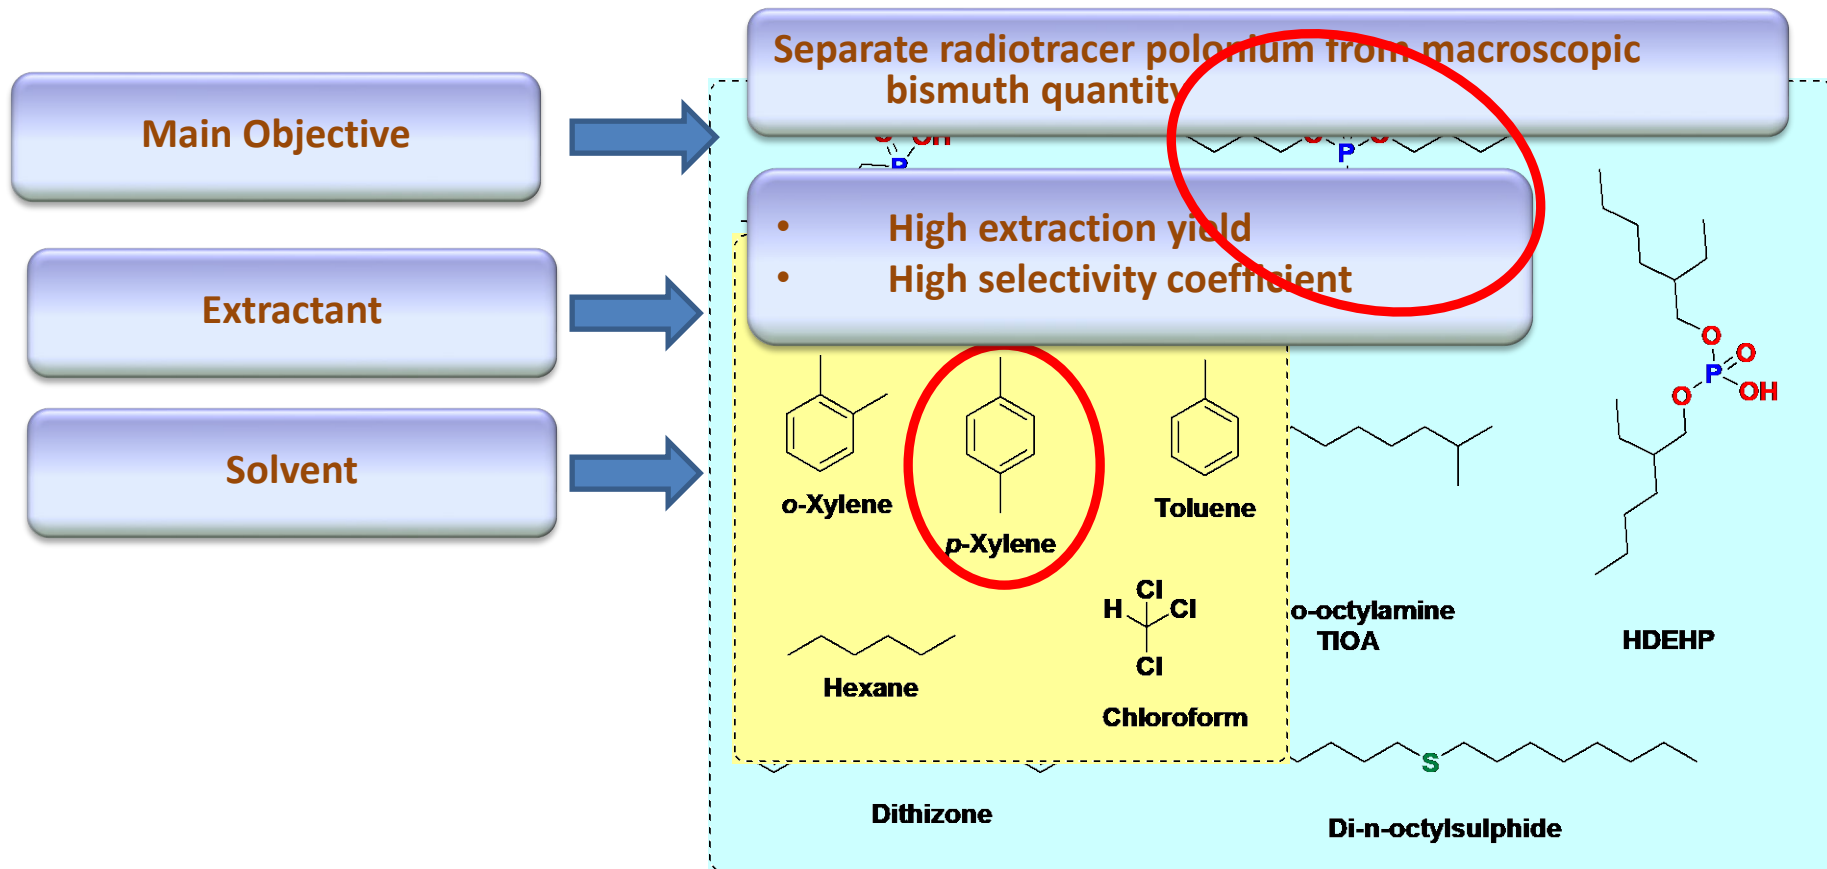 Separate radiotracer polonium from macroscopic
bismuth quantity
Main Objective
OH
O
P
O
P
O
• High extraction yield
• High selectivity coefficient
Extractant
O
O
P
OH
O
Solvent
o-Xylene
p-Xylene
Toluene
Cl
H
Cl
Cl
Hexane
Chloroform
o-octylamine
TIOA
HDEHP
S
Dithizone
Di-n-octylsulphide